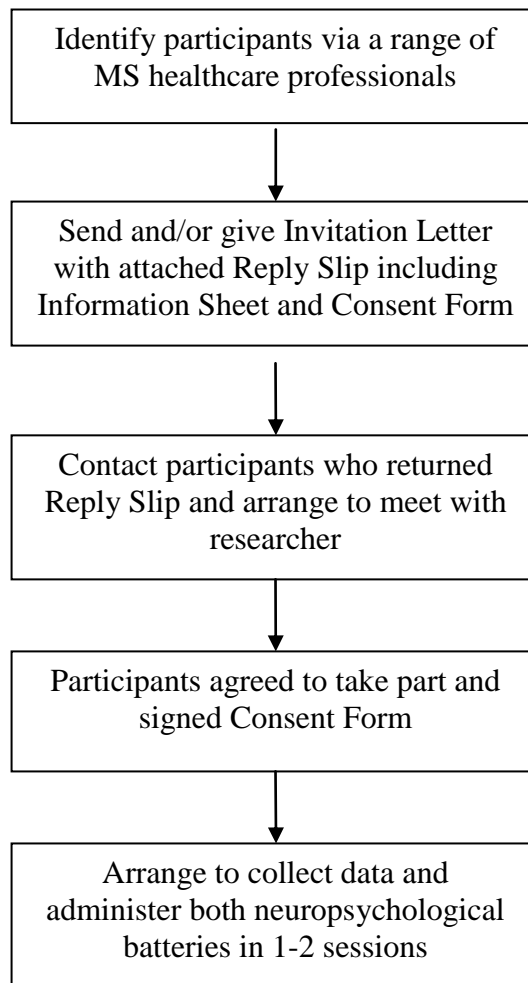 Identify participants via a range of
MS healthcare professionals
Send and/or give Invitation Letter
with attached Reply Slip including
Information Sheet and Consent Form
Contact participants who returned
Reply Slip and arrange to meet with
researcher
Participants agreed to take part and
signed Consent Form
Arrange to collect data and
administer both neuropsychological
batteries in 1-2 sessions